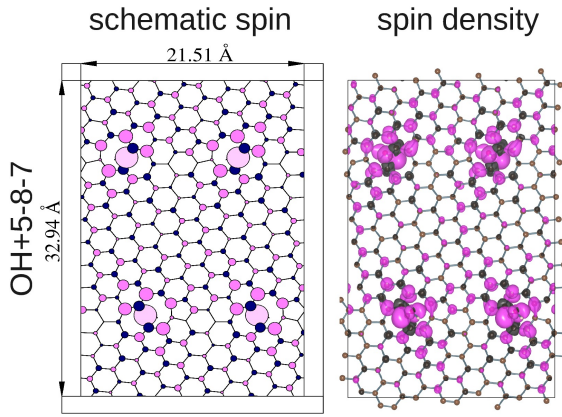 schematic spin
spin density
21.51 Å
OH+5-8-7
32.94 Å